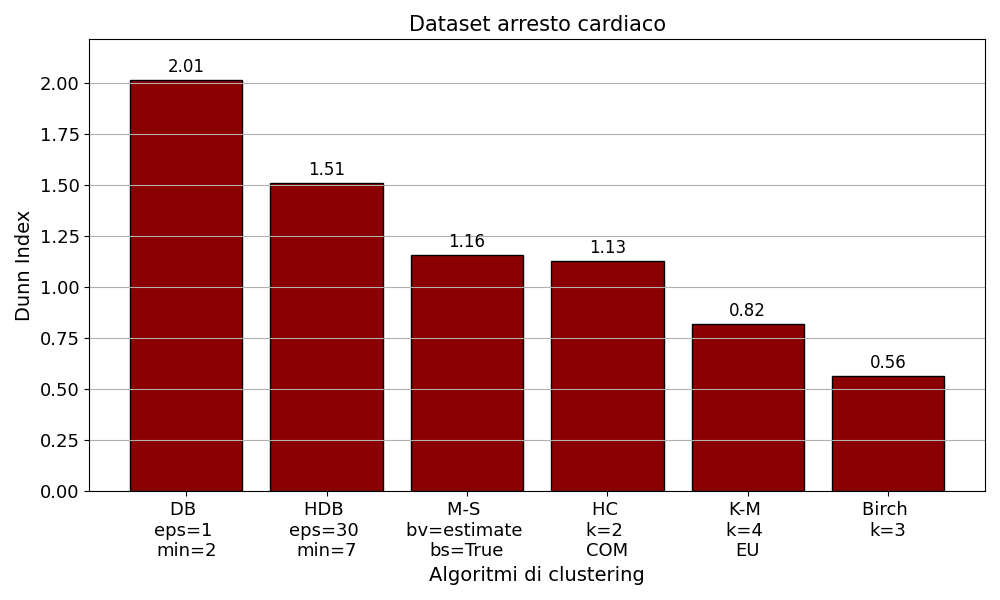 Dataset arresto cardiaco
Dunn Index
2.00
1.75
1.50
1.25
1.00
0.75
0.50
0.25
0.00
2.01
1.51
1.16
1.13
0.82
0.56
DB
eps=1
min=2
HDB
eps=30
min=7
M-S
bv=estimate
bs=True
HC
k=2
COM
K-M
k=4
EU
Birch
k=3
Algoritmi di clustering